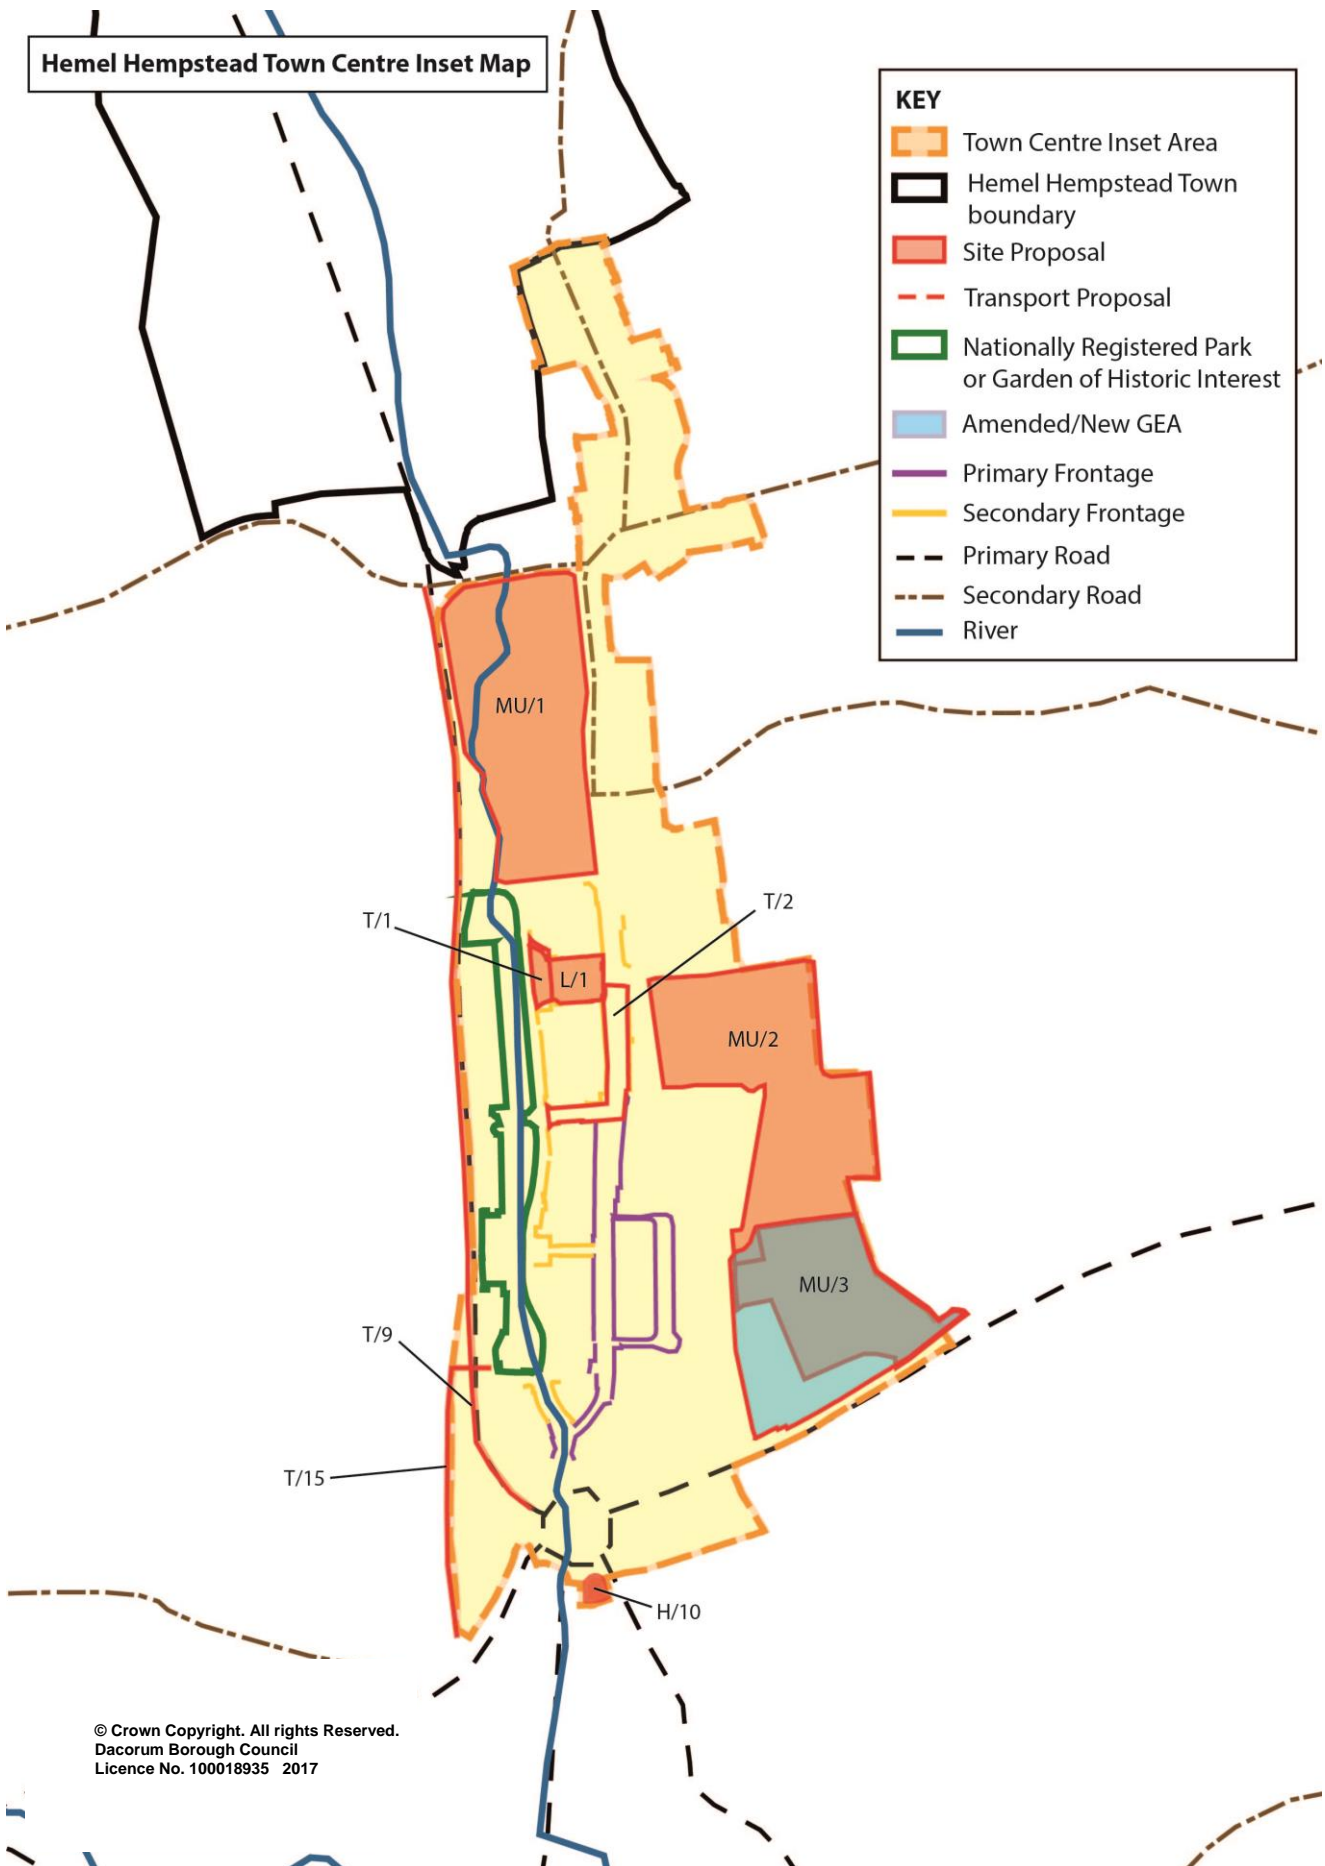 Hemel Hempstead Town Centre Inset Map
KEY
Town Centre Inset Area
Hemel Hempstead Town
boundary
Site Proposal
Transport Proposal
Nationally Registered Park
or Garden of Historic Interest
Amended/New GEA
Primary Frontage
Secondary Frontage
Primary Road
Secondary Road
River
MU/1
T/1
T/2
L/1
MU/2
MU/3
T/9
T/15
H/10
© Crown Copyright. All rights Reserved.
Dacorum Borough Council
Licence No. 100018935 2017